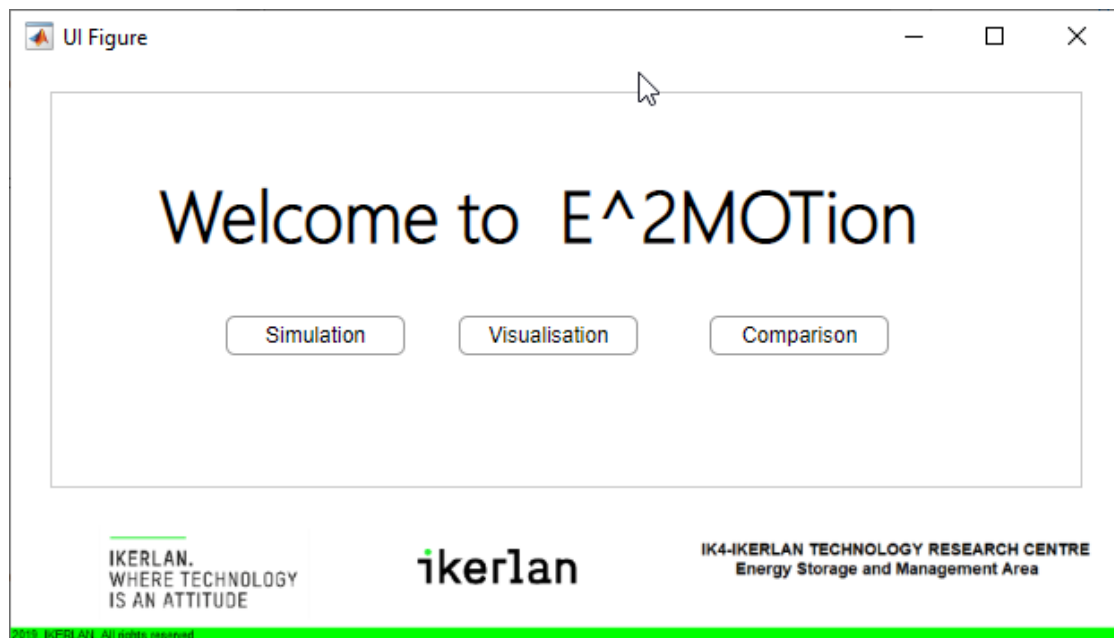 UI Figure
Welcome to E^2MOTion
Simulation Visualisation Comparison
IKERLAN.
WHERE TECHNOLOGY
IS AN ATTITUDE
ikerlan
IK4-IKERLAN TECHNOLOGY RESEARCH CENTRE
Energy Storage and Management Area
2019. IKERLAN. All rights reserved